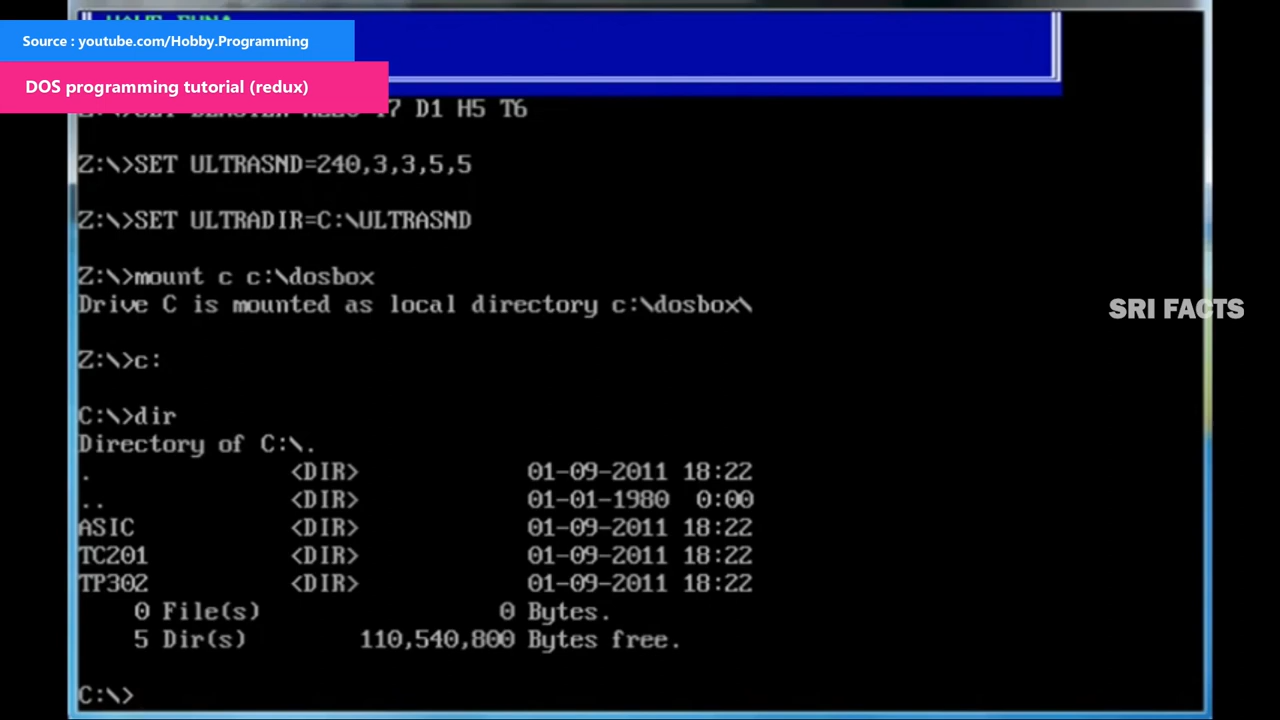 Source : youtube.com/Hobby.Programming
DOS programming tutorial (redux)
D1 H5 T6
Z:\>SET ULTRASND=240,3,3,5,5
Z:\>SET ULTRADIR=C:\ULTRASND
Z:\>mount c c:\dosbox
Drive C is mounted as local directory c:\dosbox\
SRI FACTS
Z:\>c:
C:\>dir
Directory of C:\.
. <DIR> 01-09-2011 18:22
.. <DIR> 01-01-1980 0:00
ASIC <DIR> 01-09-2011 18:22
TC201 <DIR> 01-09-2011 18:22
TP302 <DIR> 01-09-2011 18:22
0 File(s) 0 Bytes.
5 Dir(s) 110,540,800 Bytes free.
C:\>